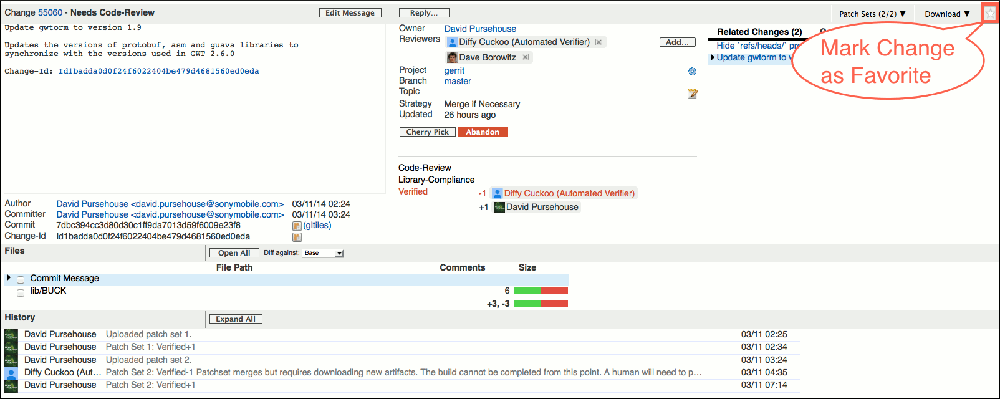 Change 55060 - Needs Code-Review
Edit Message
Reply...
Patch Sets (2/2) ▼
Download ▼
Update gwtorm to version 1.9
Updates the versions of protobuf, asm and guava libraries to
synchronize with the versions used in GWT 2.6.0
Change-Id: Id1badda0d0f24f6022404be479d4681560ed0eda
Owner David Pursehouse
Reviewers Diffy Cuckoo (Automated Verifier)
Add...
Dave Borowitz
Project gerrit
Branch master
Topic
Strategy Merge if Necessary
Updated 26 hours ago
Cherry Pick
Abandon
Related Changes (2)
Hide `refs/heads/`
Update gwtorm to
Mark Change
as Favorite
Code-Review
Library-Compliance
Verified -1 Diffy Cuckoo (Automated Verifier)
+1 David Pursehouse
Author David Pursehouse <david.pursehouse@sonymobile.com> 03/11/14 02:24
Committer David Pursehouse <david.pursehouse@sonymobile.com> 03/11/14 03:24
Commit 7dbc394cc3d80d30c1ff9da7013d59f6009e23f8 (gitiles)
Change-Id Id1badda0d0f24f6022404be479d4681560ed0eda
Files
Open All
Diff against: Base
File Path Comments Size
Commit Message
lib/BUCK 6
+3, -3
History
Expand All
David Pursehouse Uploaded patch set 1. 03/11 02:25
David Pursehouse Patch Set 1: Verified+1 03/11 02:34
David Pursehouse Uploaded patch set 2. 03/11 03:24
Diffy Cuckoo (Aut... Patch Set 2: Verified-1 Patchset merges but requires downloading new artifacts. The build cannot be completed from this point. A human will need to p... 03/11 04:35
David Pursehouse Patch Set 2: Verified+1 03/11 07:14